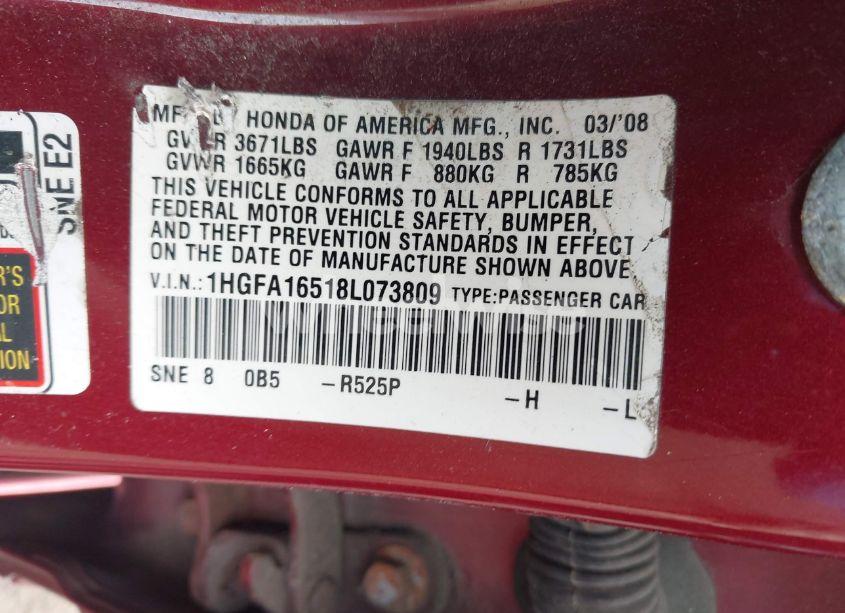 HONDA OF AMERICA MFG., INC. 03/'08
3671LBS GAWR F 1940LBS R 1731LBS
GVWR 1665KG GAWR F 880KG R 785KG
THIS VEHICLE CONFORMS TO ALL APPLICABLE
FEDERAL MOTOR VEHICLE SAFETY, BUMPER,
AND THEFT PREVENTION STANDARDS IN EFFECT
ON THE DATE OF MANUFACTURE SHOWN ABOVE.
V.I.N.: 1HGFA16518L073809 TYPE:PASSENGER CAR
SNE 8 0B5 -R525P -H -L
SNE E2